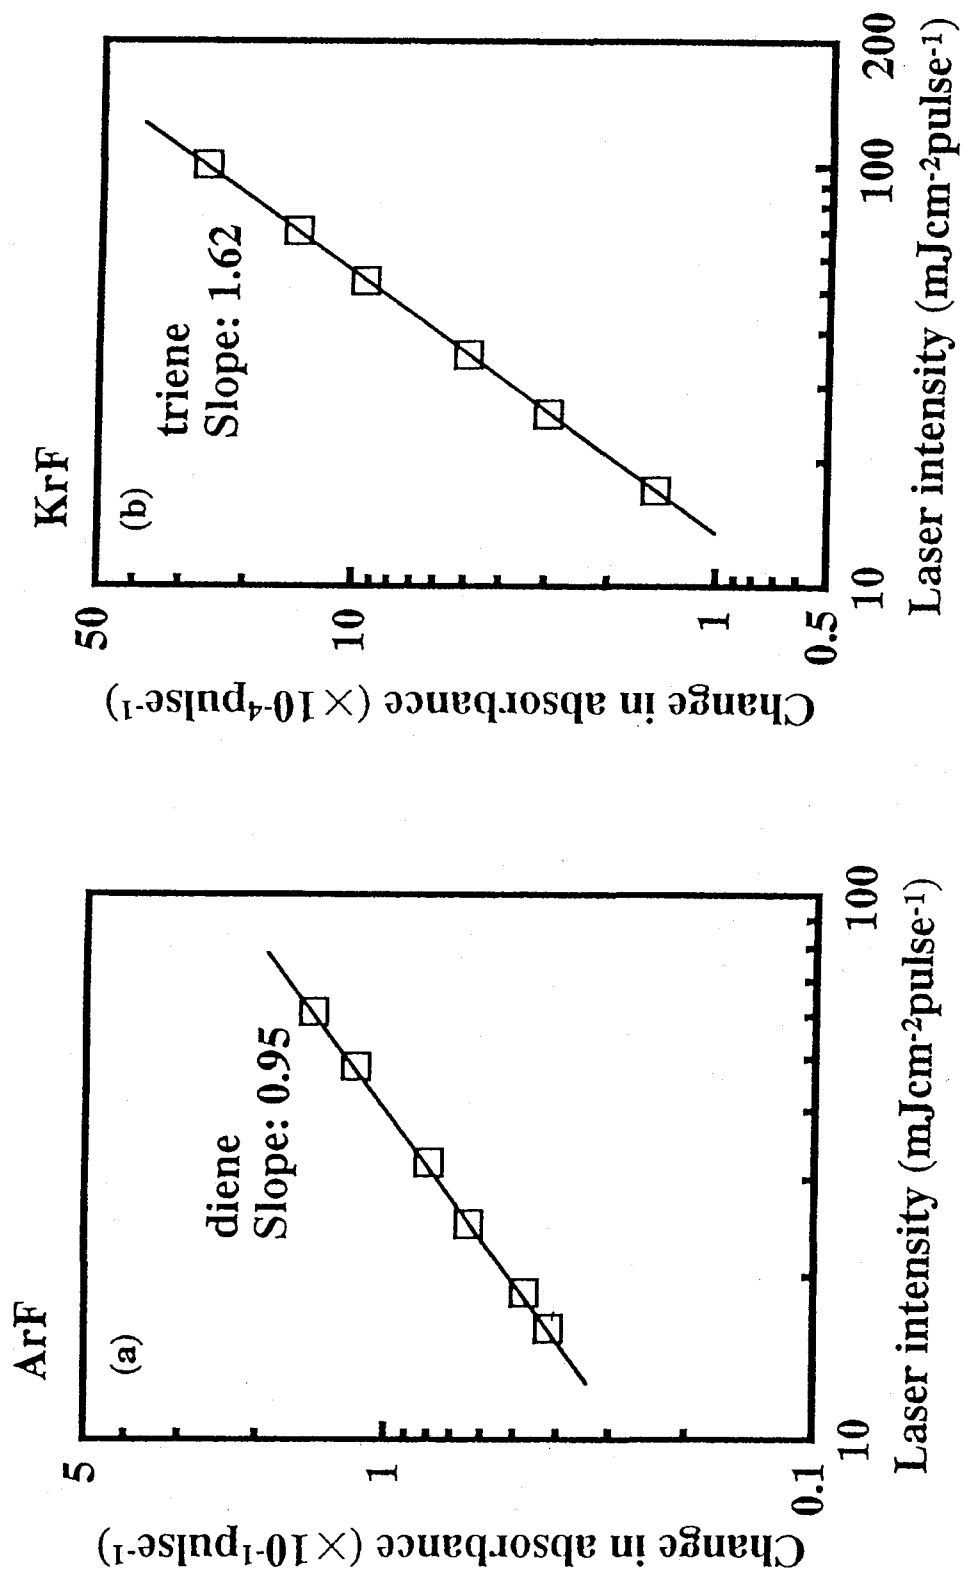 ArF
(a)
diene
Slope: 0.95
5
1
0.1
10
100
Change in absorbance (×10-1pulse-1)
Laser intensity (mJcm-2pulse-1)
KrF
(b)
triene
Slope: 1.62
50
10
1
0.5
10
100
200
Change in absorbance (×10-4pulse-1)
Laser intensity (mJcm-2pulse-1)